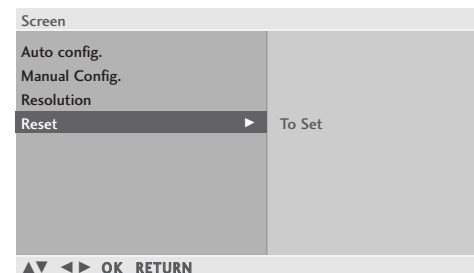 Screen
Auto config.
Manual Config.
Resolution
Reset ► To Set
▲▼ ◄► OK RETURN